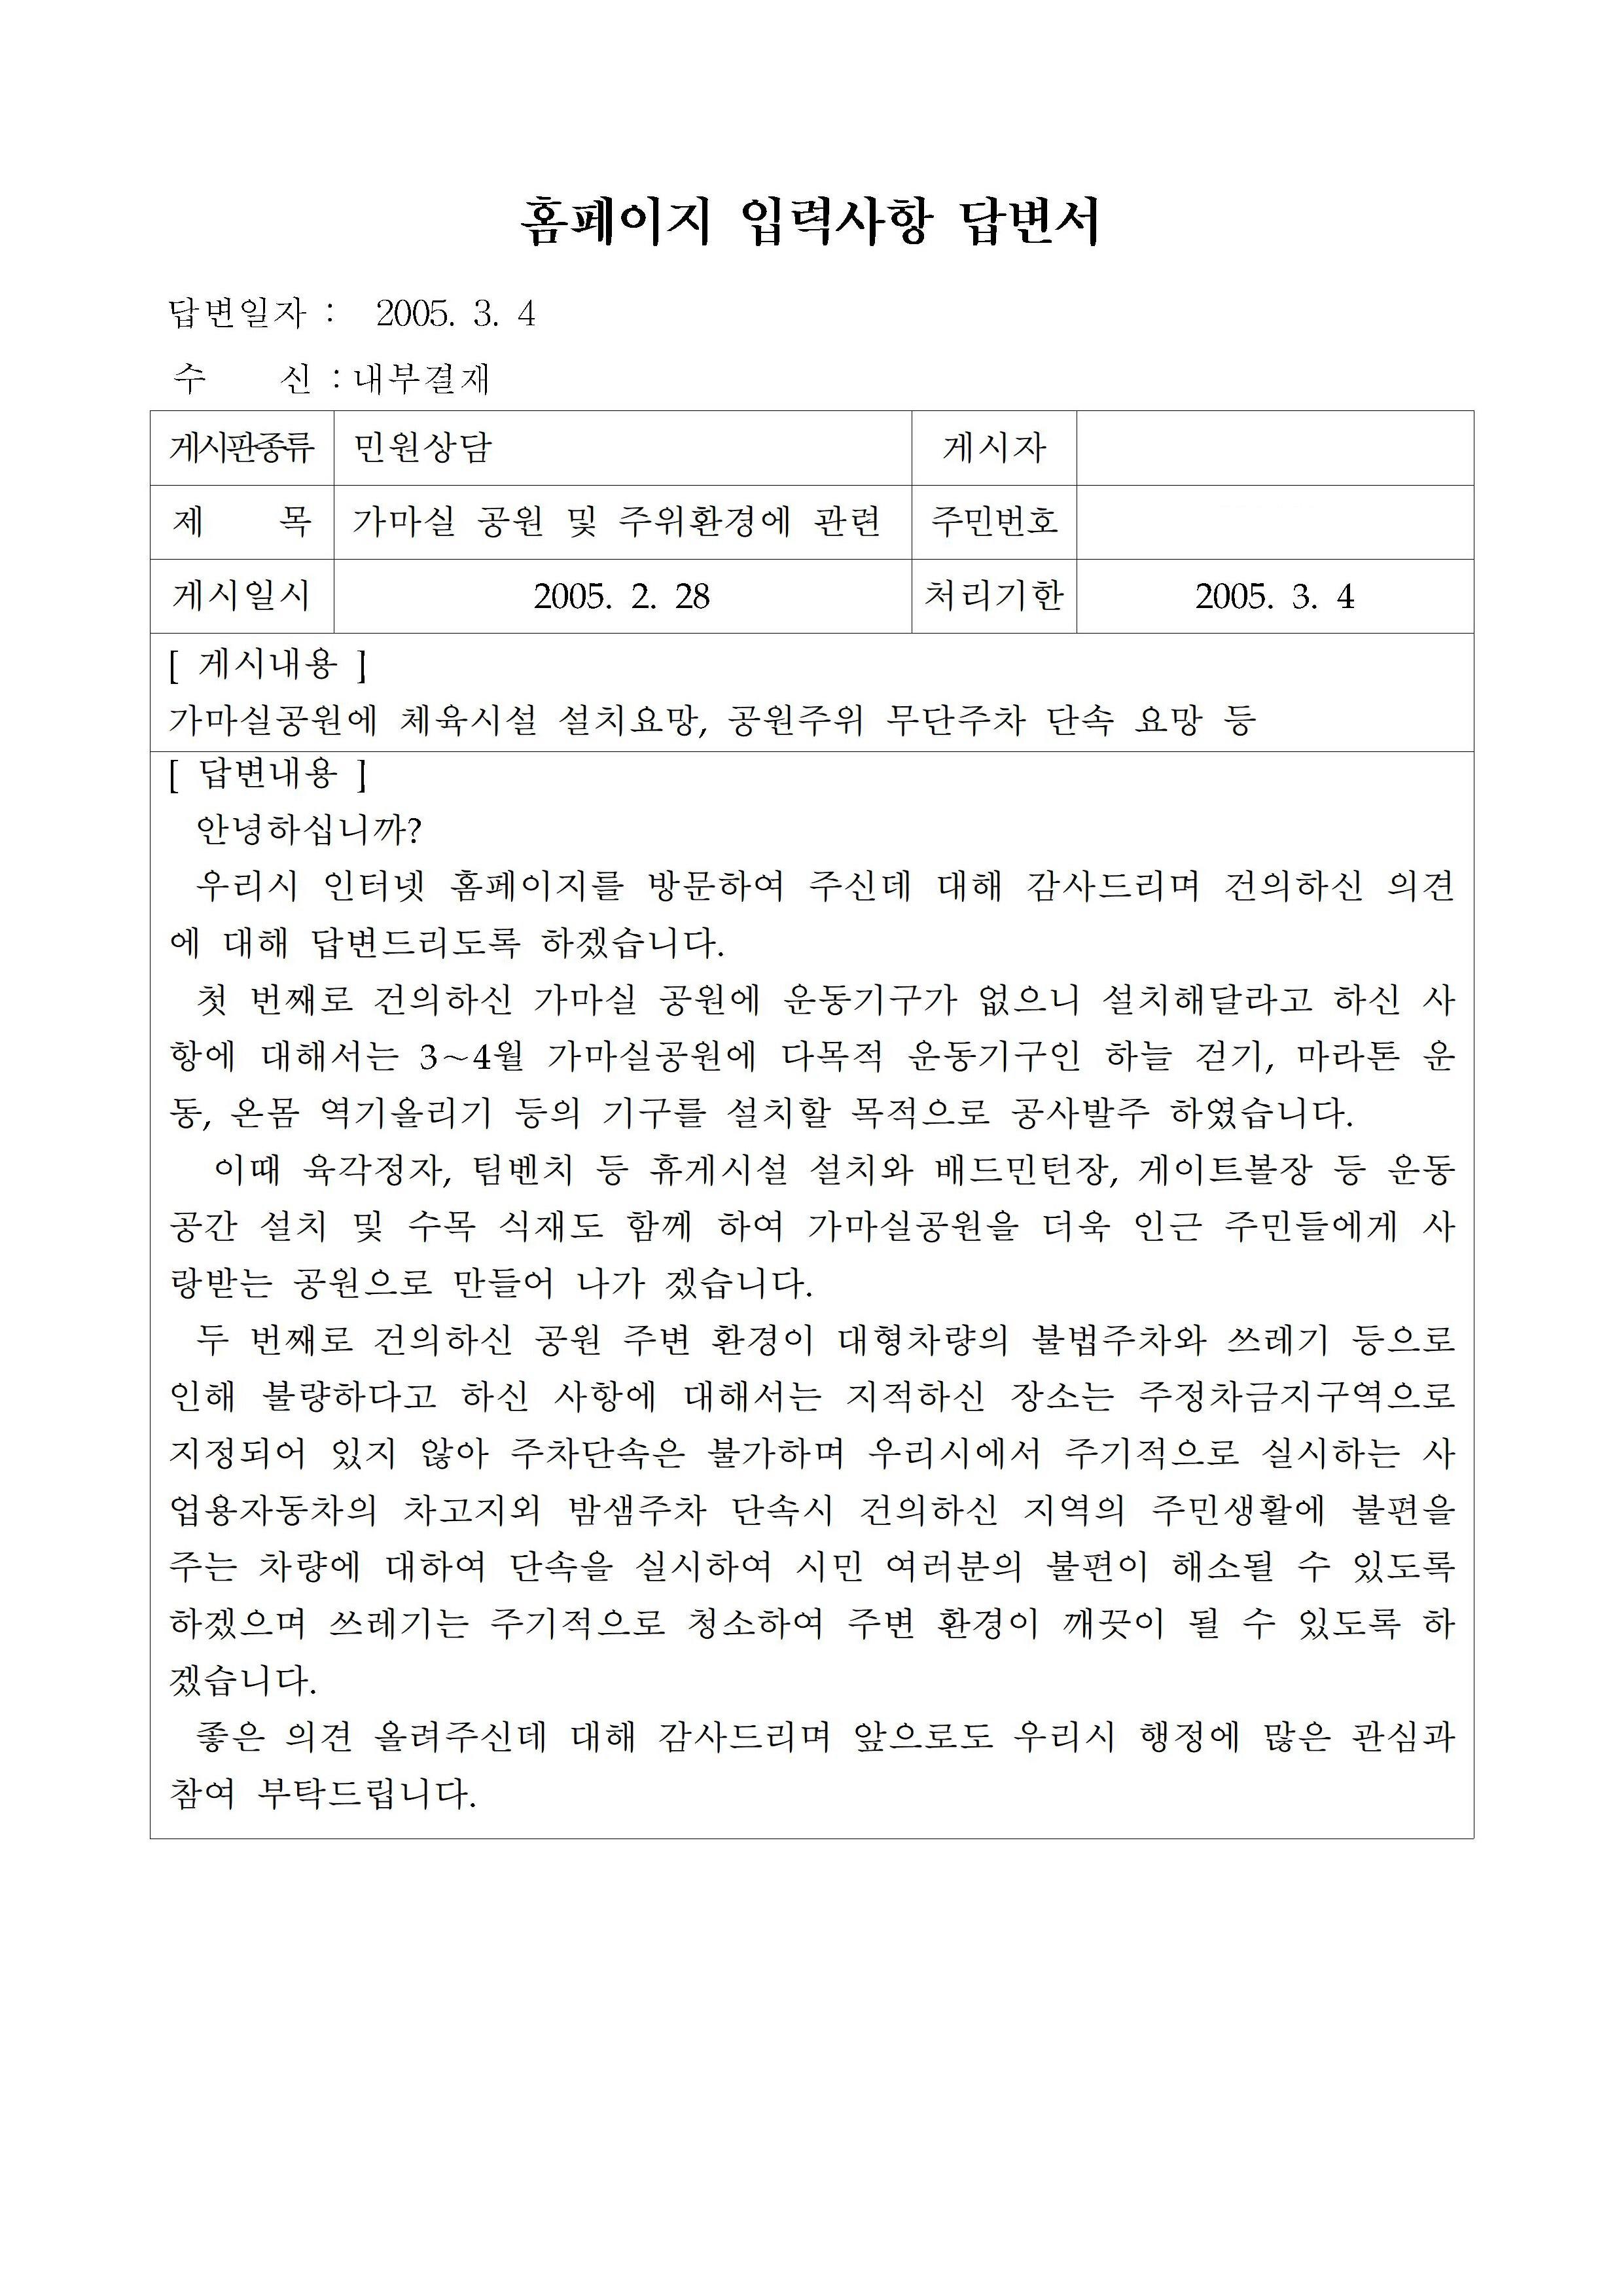 홈페이지 입력사항 답변서
답변일자 : 2005. 3. 4
수 신 : 내부결재
게시판종류 민원상담 게시자
제 목 가마실 공원 및 주위환경에 관련 주민번호
게시일시 2005. 2. 28 처리기한 2005. 3. 4
[ 게시내용 ]
가마실공원에 체육시설 설치요망, 공원주위 무단주차 단속 요망 등
[ 답변내용 ]
안녕하십니까?
우리시 인터넷 홈페이지를 방문하여 주신데 대해 감사드리며 건의하신 의견
에 대해 답변드리도록 하겠습니다.
첫 번째로 건의하신 가마실 공원에 운동기구가 없으니 설치해달라고 하신 사
항에 대해서는 3~4월 가마실공원에 다목적 운동기구인 하늘 걷기, 마라톤 운
동, 온몸 역기올리기 등의 기구를 설치할 목적으로 공사발주 하였습니다.
이때 육각정자, 팀벤치 등 휴게시설 설치와 배드민턴장, 게이트볼장 등 운동
공간 설치 및 수목 식재도 함께 하여 가마실공원을 더욱 인근 주민들에게 사
랑받는 공원으로 만들어 나가 겠습니다.
두 번째로 건의하신 공원 주변 환경이 대형차량의 불법주차와 쓰레기 등으로
인해 불량하다고 하신 사항에 대해서는 지적하신 장소는 주정차금지구역으로
지정되어 있지 않아 주차단속은 불가하며 우리시에서 주기적으로 실시하는 사
업용자동차의 차고지외 밤샘주차 단속시 건의하신 지역의 주민생활에 불편을
주는 차량에 대하여 단속을 실시하여 시민 여러분의 불편이 해소될 수 있도록
하겠으며 쓰레기는 주기적으로 청소하여 주변 환경이 깨끗이 될 수 있도록 하
겠습니다.
좋은 의견 올려주신데 대해 감사드리며 앞으로도 우리시 행정에 많은 관심과
참여 부탁드립니다.